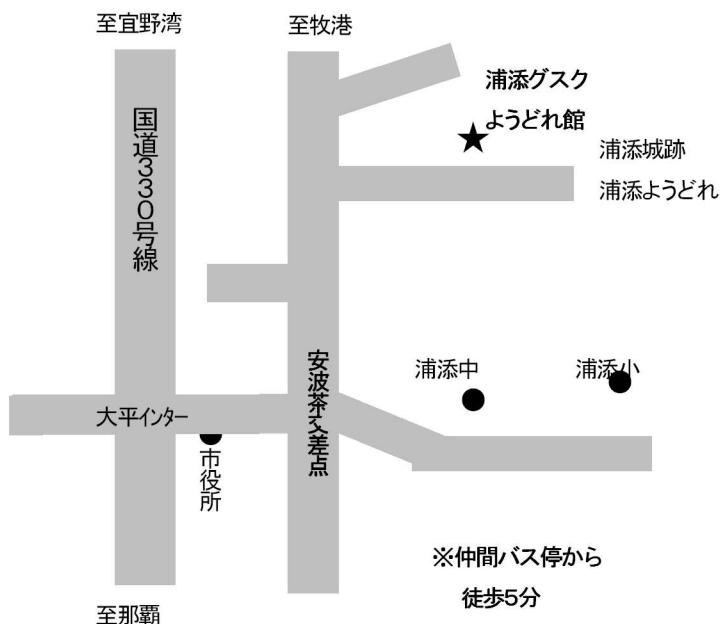 至宜野湾
至牧港
浦添グスク
ようどれ館
国道330号線
浦添城跡
浦添ようどれ
安波茶交差点
浦添中
浦添小
大平インター
市役所
※仲間バス停から
徒歩5分
至那覇